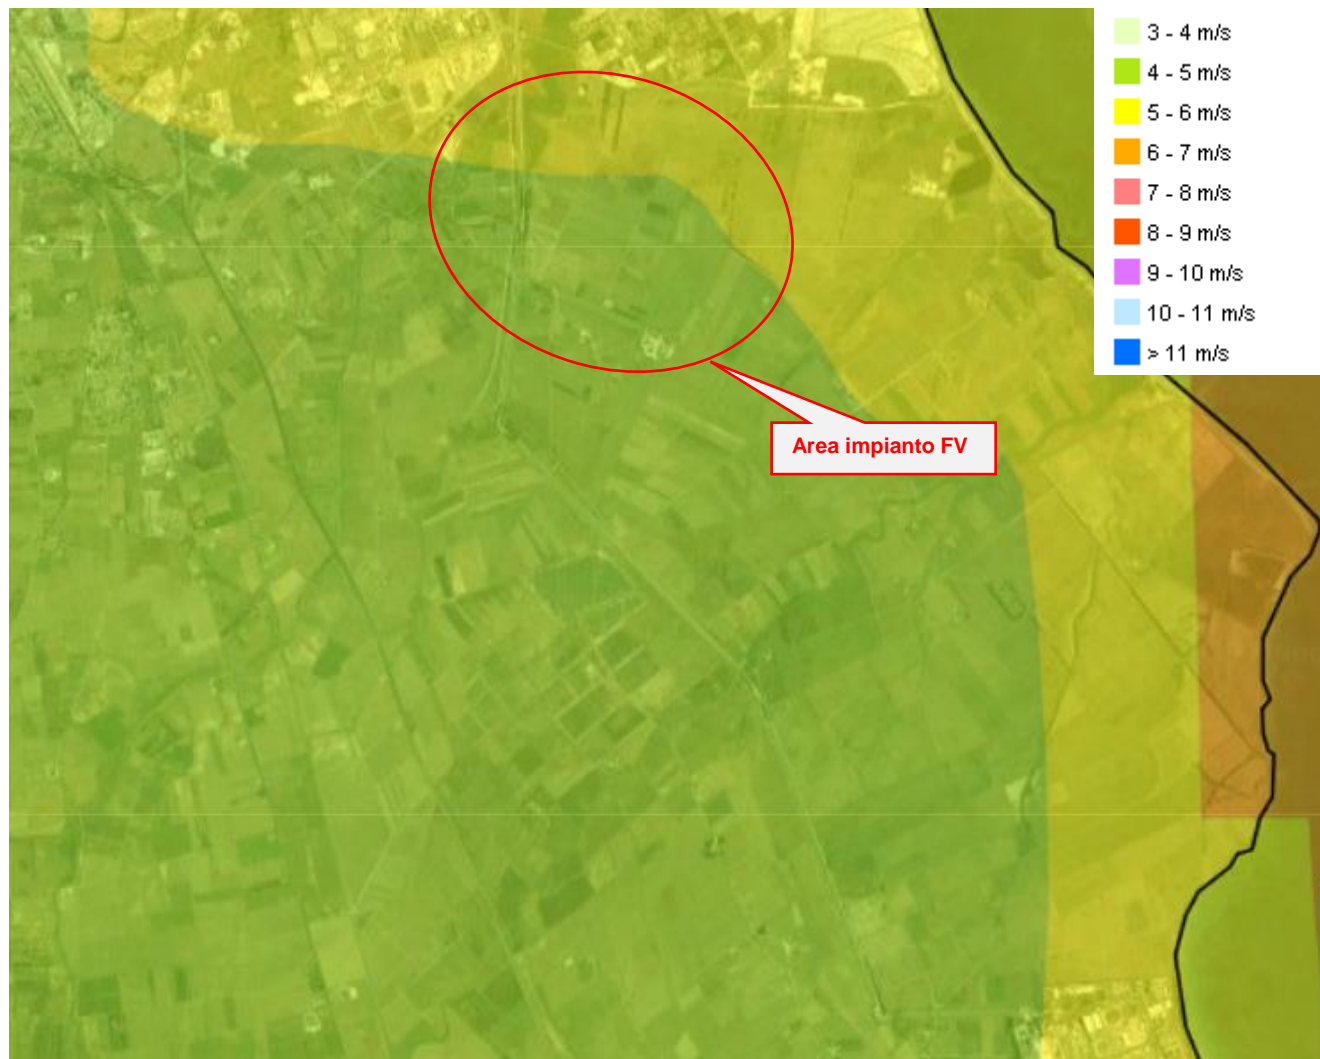 3 - 4 m/s
4 - 5 m/s
5 - 6 m/s
6 - 7 m/s
7 - 8 m/s
8 - 9 m/s
9 - 10 m/s
10 - 11 m/s
> 11 m/s
Area impianto FV